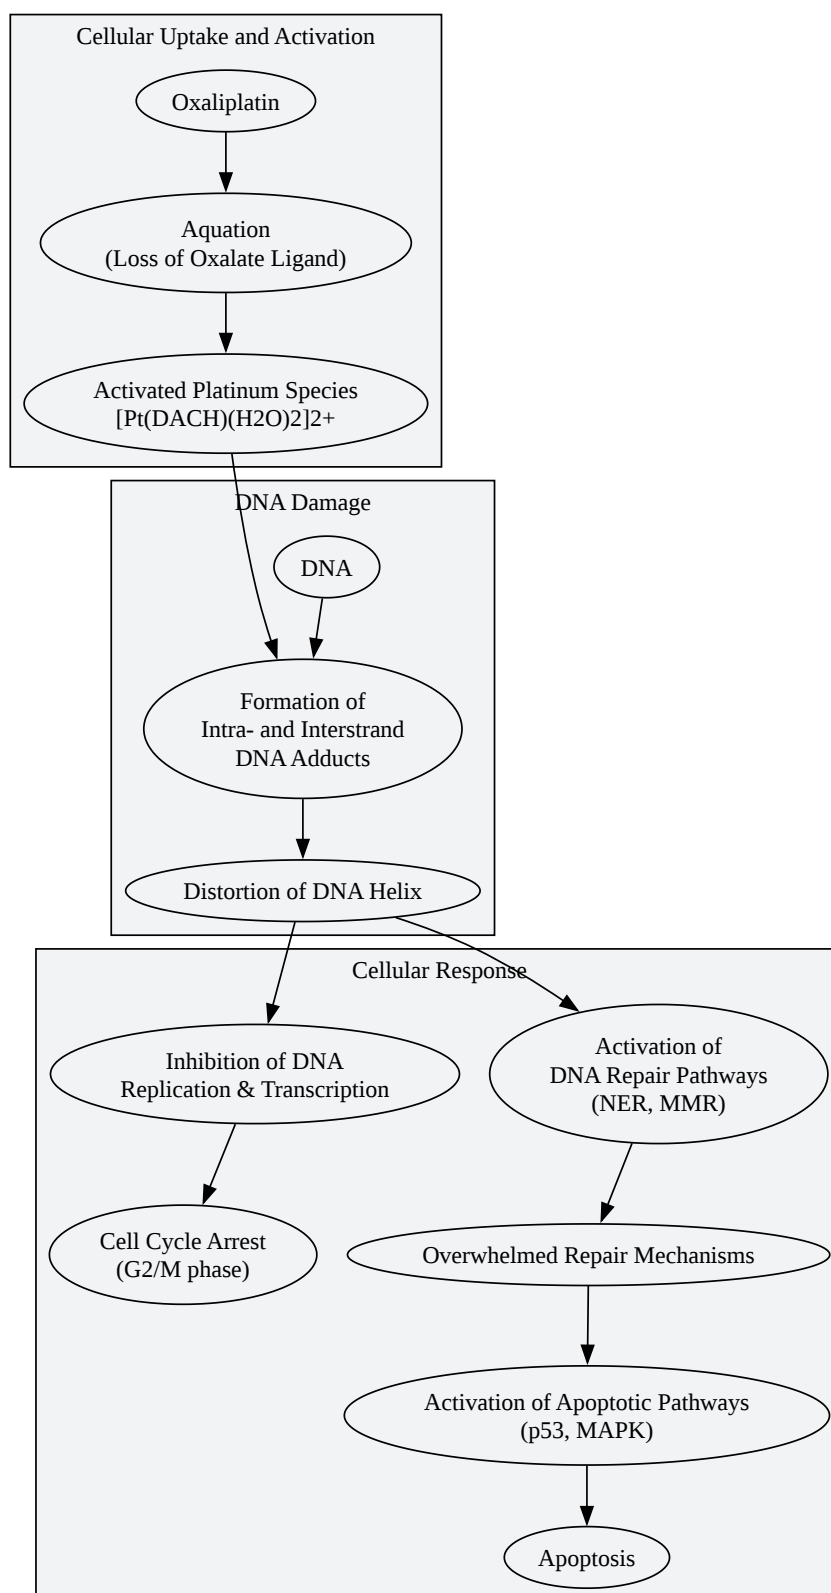 Cellular Uptake and Activation
Oxaliplatin
Aquation
(Loss of Oxalate Ligand)
Activated Platinum Species
[Pt(DACH)(H2O)2]2+
DNA Damage
DNA
Formation of
Intra- and Interstrand
DNA Adducts
Distortion of DNA Helix
Cellular Response
Inhibition of DNA
Replication & Transcription
Activation of
DNA Repair Pathways
(NER, MMR)
Cell Cycle Arrest
(G2/M phase)
Overwhelmed Repair Mechanisms
Activation of Apoptotic Pathways
(p53, MAPK)
Apoptosis